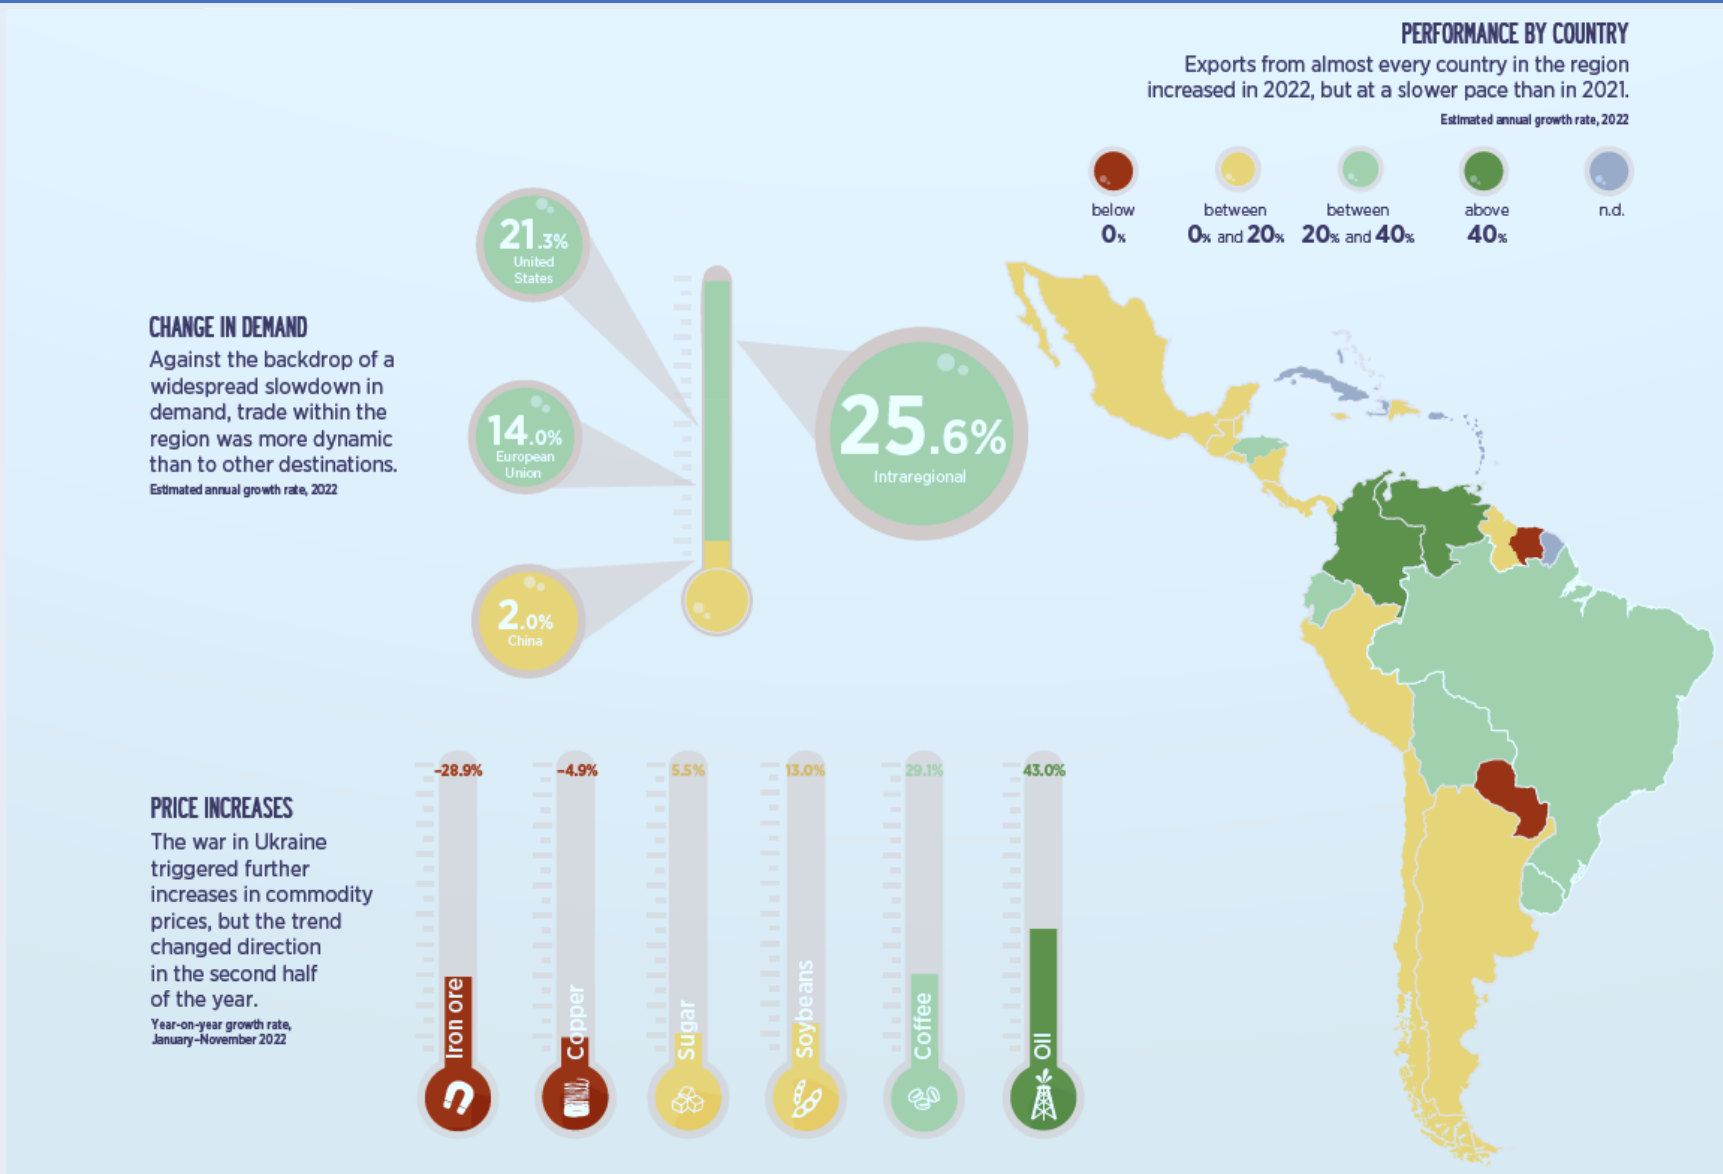 PERFORMANCE BY COUNTRY
Exports from almost every country in the region
increased in 2022, but at a slower pace than in 2021.
Estimated annual growth rate, 2022
below
0%
between
0% and 20%
between
20% and 40%
above
40%
n.d.
CHANGE IN DEMAND
Against the backdrop of a
widespread slowdown in
demand, trade within the
region was more dynamic
than to other destinations.
Estimated annual growth rate, 2022
21.3%
United
States
14.0%
European
Union
2.0%
China
25.6%
Intraregional
PRICE INCREASES
The war in Ukraine
triggered further
increases in commodity
prices, but the trend
changed direction
in the second half
of the year.
Year-on-year growth rate,
January–November 2022
-28.9%
Iron ore
-4.9%
Copper
5.5%
Sugar
13.0%
Soybeans
29.1%
Coffee
43.0%
Oil